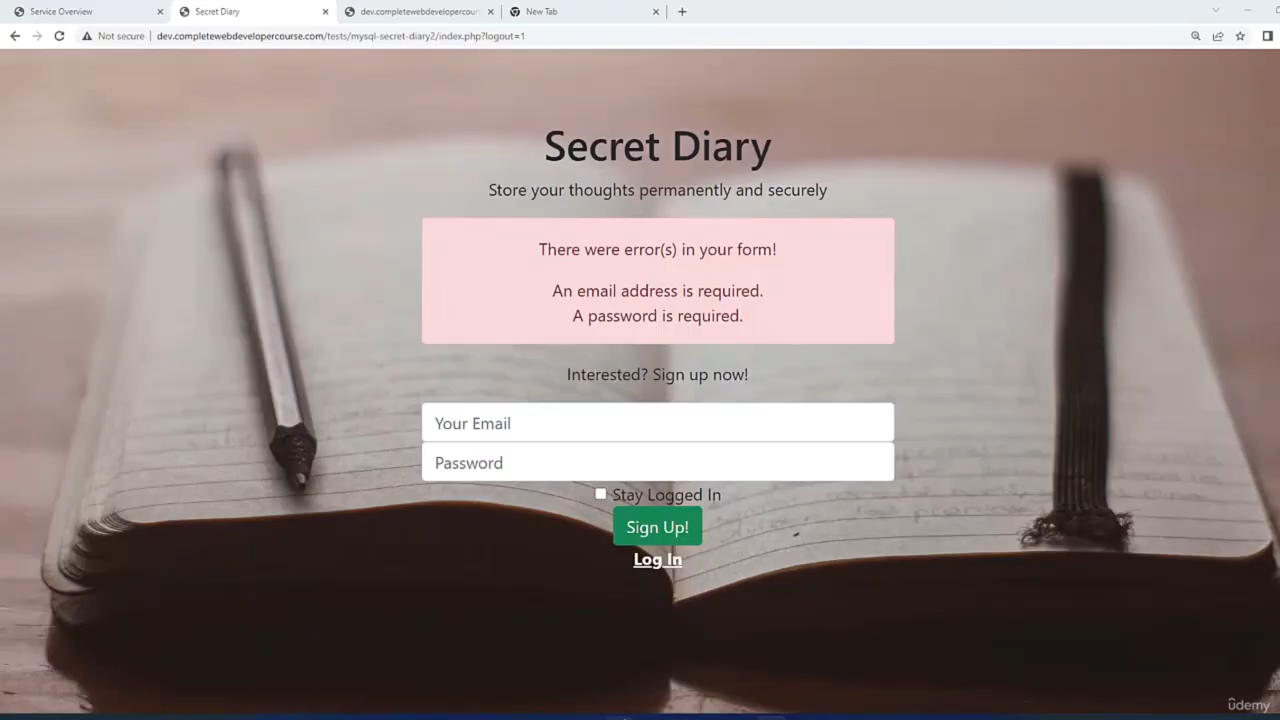 Service Overview
Secret Diary
dev.completewebdevelopercour
New Tab
Not secure
dev.completewebdevelopercourse.com/tests/mysql-secret-diary2/index.php?logout=1
Secret Diary
Store your thoughts permanently and securely
There were error(s) in your form!
An email address is required.
A password is required.
Interested? Sign up now!
Your Email
Password
Stay Logged In
Sign Up!
Log In
ûdemy